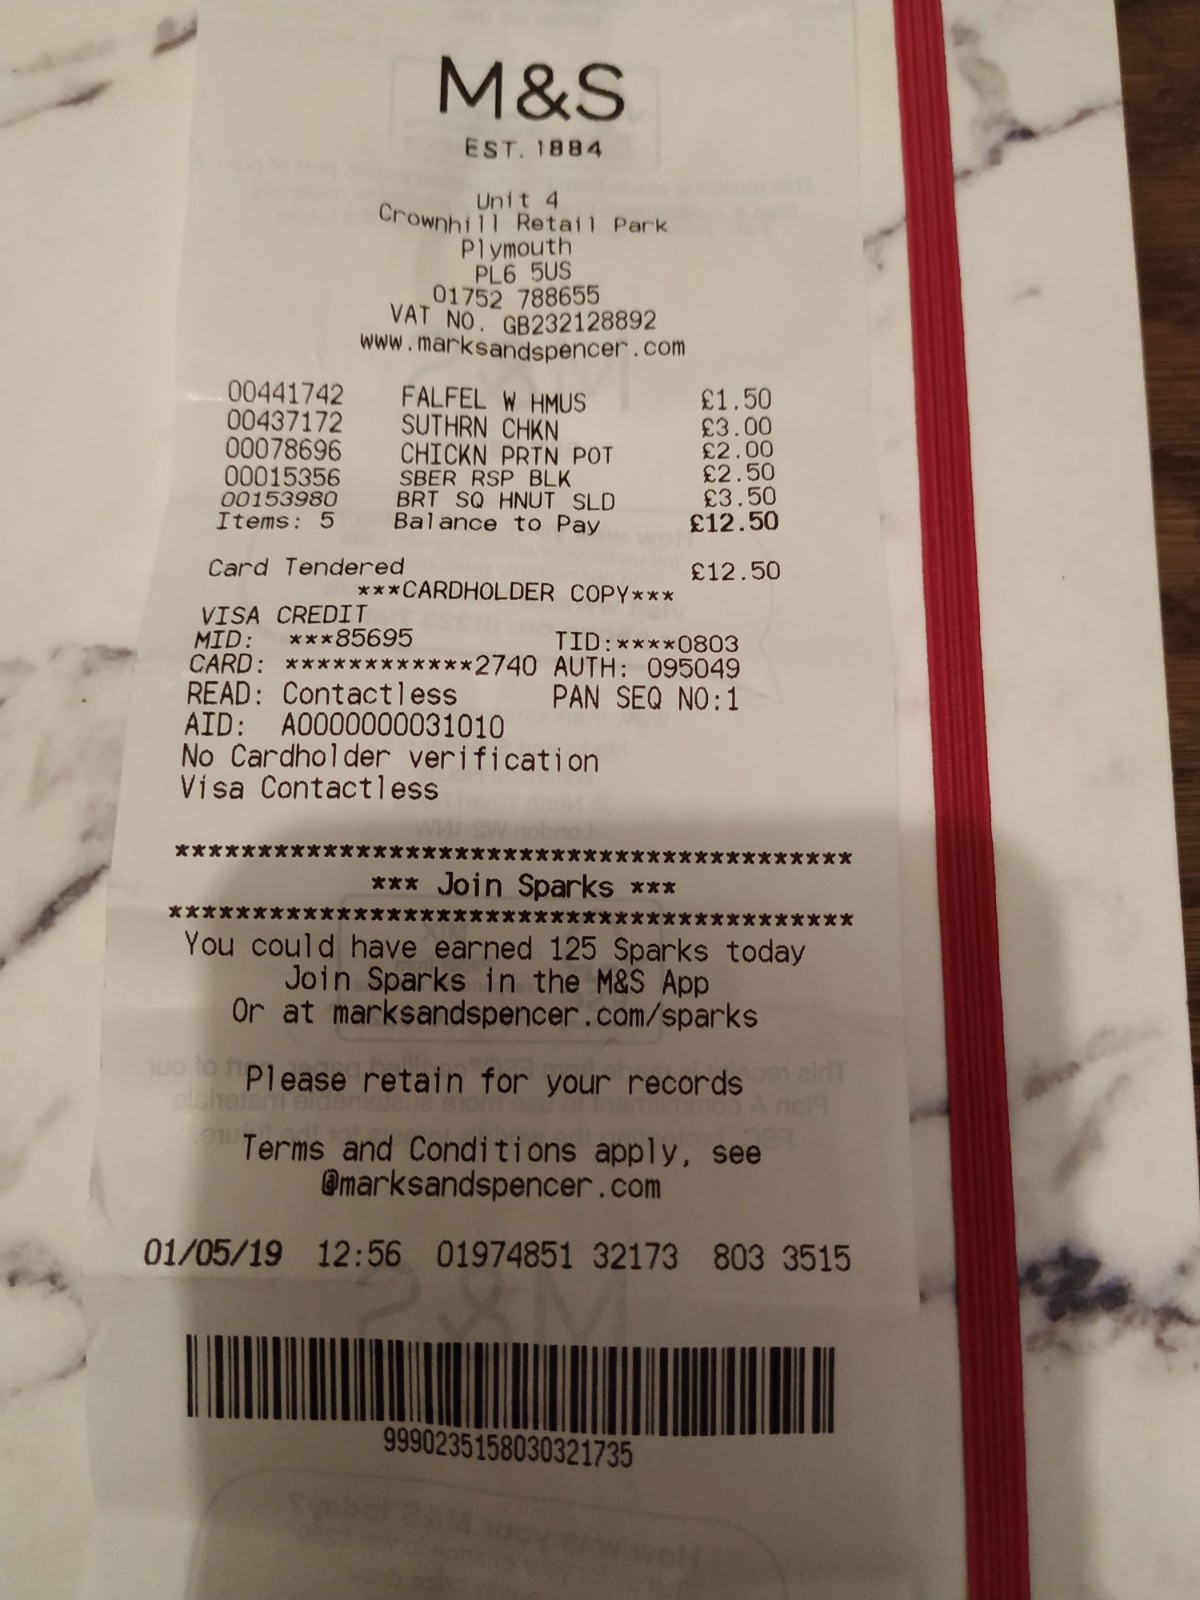 M&S
EST. 1884
Unit 4
Crownhill Retail Park
Plymouth
PL6 5US
01752 788655
VAT NO. GB232128892
www.marksandspencer.com
00441742 FALFEL W HMUS £1.50
00437172 SUTHRN CHKN £3.00
00078696 CHICKN PRTN POT £2.00
00015356 SBER RSP BLK £2.50
00153980 BRT SQ HNUT SLD £3.50
Items: 5 Balance to Pay £12.50
Card Tendered £12.50
***CARDHOLDER COPY***
VISA CREDIT
MID: ***85695 TID:****0803
CARD: ************2740 AUTH: 095049
READ: Contactless PAN SEQ NO:1
AID: A0000000031010
No Cardholder verification
Visa Contactless
******************************************
*** Join Sparks ***
******************************************
You could have earned 125 Sparks today
Join Sparks in the M&S App
Or at marksandspencer.com/sparks
Please retain for your records
Terms and Conditions apply, see
@marksandspencer.com
01/05/19 12:56 01974851 32173 803 3515
9990235158030321735